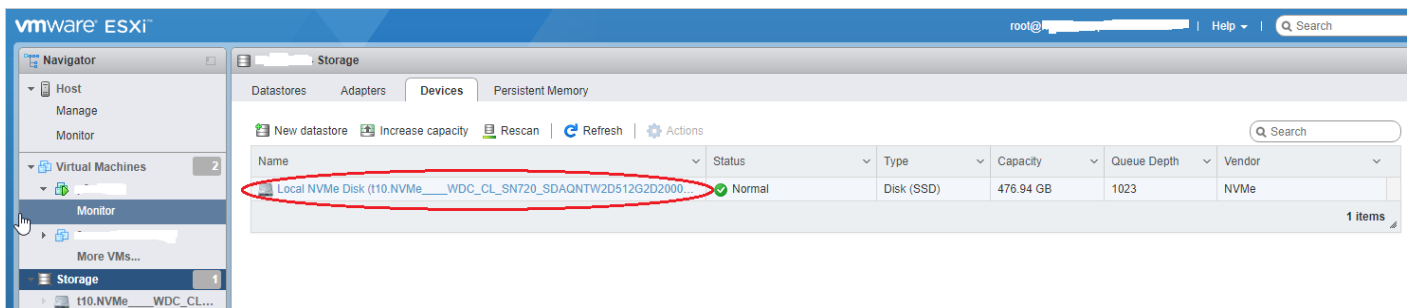 vmware ESXi™
root@ | Help | Search
Navigator
Storage
Host
Manage
Monitor
Virtual Machines 2
Monitor
More VMs...
Storage 1
t10.NVMe____WDC_CL...
Datastores Adapters Devices Persistent Memory
New datastore Increase capacity Rescan | Refresh | Actions
Search
Name Status Type Capacity Queue Depth Vendor
Local NVMe Disk (t10.NVMe____WDC_CL_SN720_SDAQNTW2D512G2D2000... Normal Disk (SSD) 476.94 GB 1023 NVMe
1 items